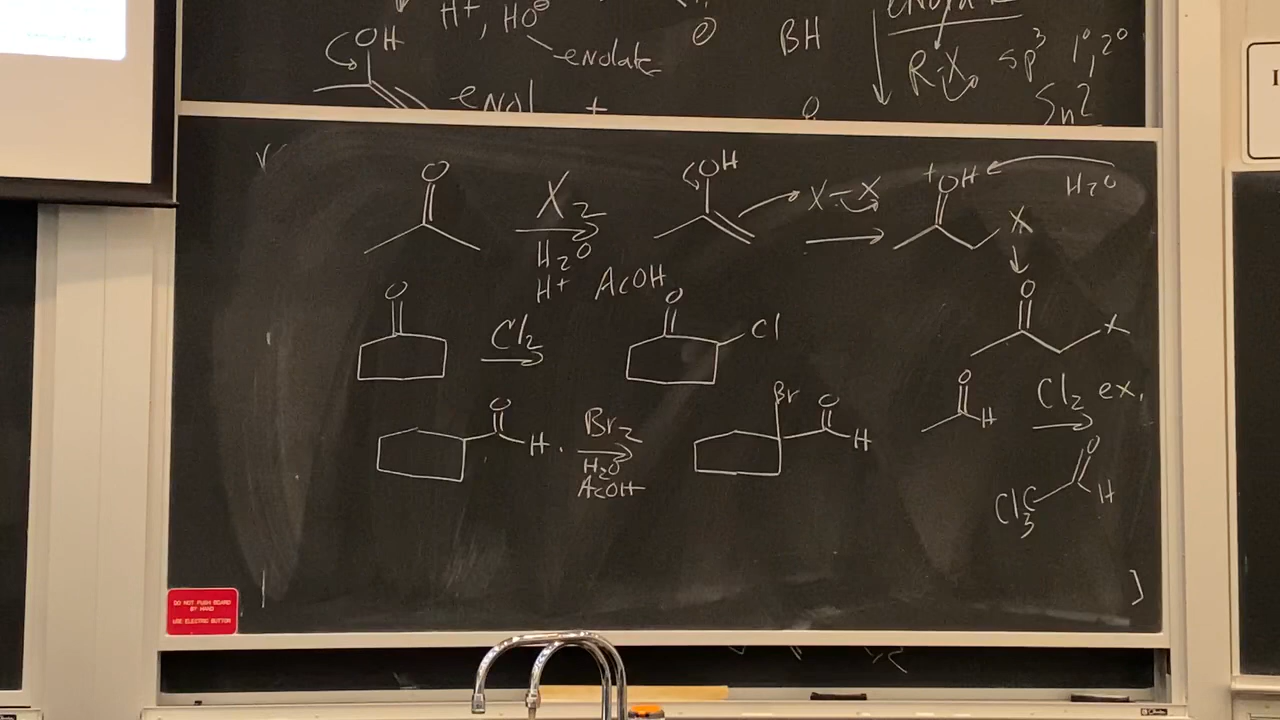 H⁺, HO⊖
enolate
OH
enol +
⊖
BH
R-X sp³ 1°, 2°
Sn2
O
O
X₂
H₂O
H⁺ AcOH
OH
X-X
⁺OH
H₂O
X
O
X
O
Cl₂
O
Cl
O
H
Cl₂ ex.
O
Cl₃C
H
O
H
Br₂
H₂O
AcOH
Br
O
H
DO NOT PUSH BOARD
BY HAND
USE ELECTRIC BUTTON